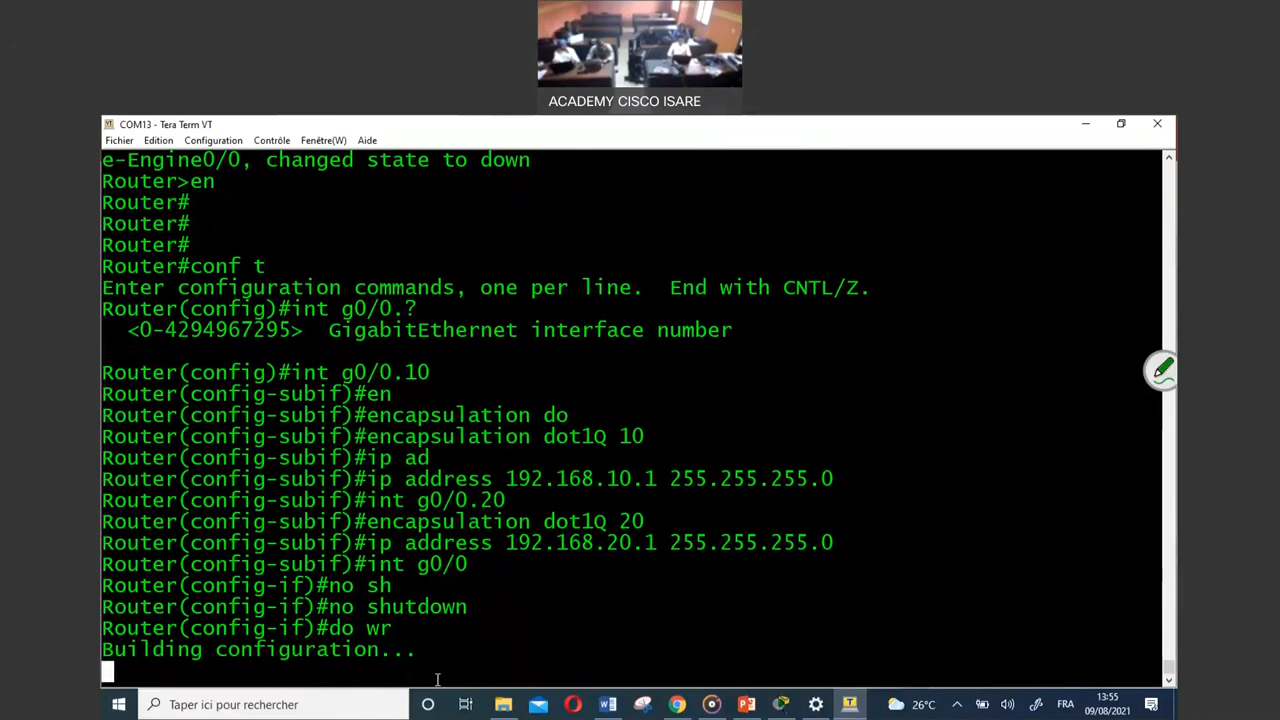 ACADEMY CISCO ISARE
COM13 - Tera Term VT
Fichier Edition Configuration Contrôle Fenêtre(W) Aide
e-Engine0/0, changed state to down
Router>en
Router#
Router#
Router#
Router#conf t
Enter configuration commands, one per line.  End with CNTL/Z.
Router(config)#int g0/0.?
  <0-4294967295>  GigabitEthernet interface number
Router(config)#int g0/0.10
Router(config-subif)#en
Router(config-subif)#encapsulation do
Router(config-subif)#encapsulation dot1Q 10
Router(config-subif)#ip ad
Router(config-subif)#ip address 192.168.10.1 255.255.255.0
Router(config-subif)#int g0/0.20
Router(config-subif)#encapsulation dot1Q 20
Router(config-subif)#ip address 192.168.20.1 255.255.255.0
Router(config-subif)#int g0/0
Router(config-if)#no sh
Router(config-if)#no shutdown
Router(config-if)#do wr
Building configuration...
Taper ici pour rechercher
26°C
FRA
13:55
09/08/2021